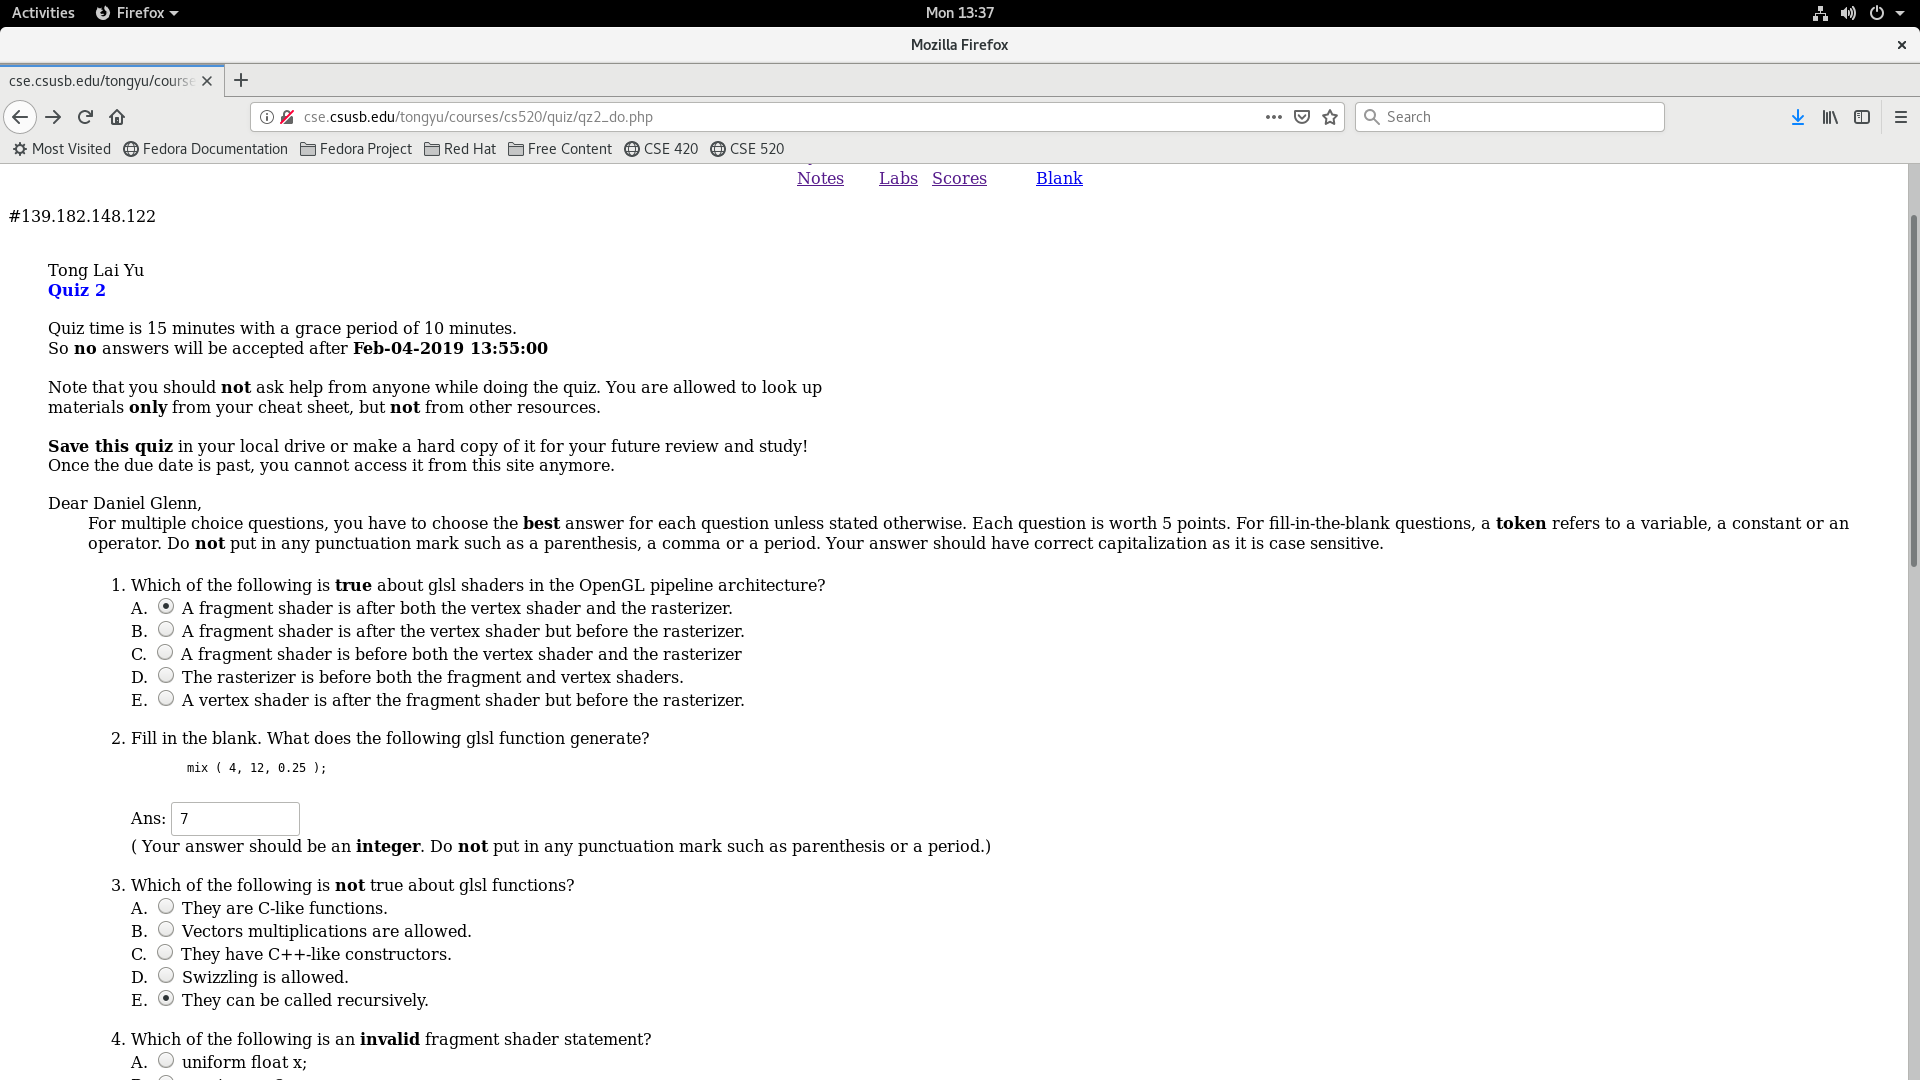 Activities Firefox Mon 13:37
Mozilla Firefox
cse.csusb.edu/tongyu/course
cse.csusb.edu/tongyu/courses/cs520/quiz/qz2_do.php Search
Most Visited Fedora Documentation Fedora Project Red Hat Free Content CSE 420 CSE 520
Notes Labs Scores Blank
#139.182.148.122
Tong Lai Yu
Quiz 2
Quiz time is 15 minutes with a grace period of 10 minutes.
So no answers will be accepted after Feb-04-2019 13:55:00
Note that you should not ask help from anyone while doing the quiz. You are allowed to look up
materials only from your cheat sheet, but not from other resources.
Save this quiz in your local drive or make a hard copy of it for your future review and study!
Once the due date is past, you cannot access it from this site anymore.
Dear Daniel Glenn,
For multiple choice questions, you have to choose the best answer for each question unless stated otherwise. Each question is worth 5 points. For fill-in-the-blank questions, a token refers to a variable, a constant or an
operator. Do not put in any punctuation mark such as a parenthesis, a comma or a period. Your answer should have correct capitalization as it is case sensitive.
1. Which of the following is true about glsl shaders in the OpenGL pipeline architecture?
A. A fragment shader is after both the vertex shader and the rasterizer.
B. A fragment shader is after the vertex shader but before the rasterizer.
C. A fragment shader is before both the vertex shader and the rasterizer
D. The rasterizer is before both the fragment and vertex shaders.
E. A vertex shader is after the fragment shader but before the rasterizer.
2. Fill in the blank. What does the following glsl function generate?
mix ( 4, 12, 0.25 );
Ans: 7
( Your answer should be an integer. Do not put in any punctuation mark such as parenthesis or a period.)
3. Which of the following is not true about glsl functions?
A. They are C-like functions.
B. Vectors multiplications are allowed.
C. They have C++-like constructors.
D. Swizzling is allowed.
E. They can be called recursively.
4. Which of the following is an invalid fragment shader statement?
A. uniform float x;